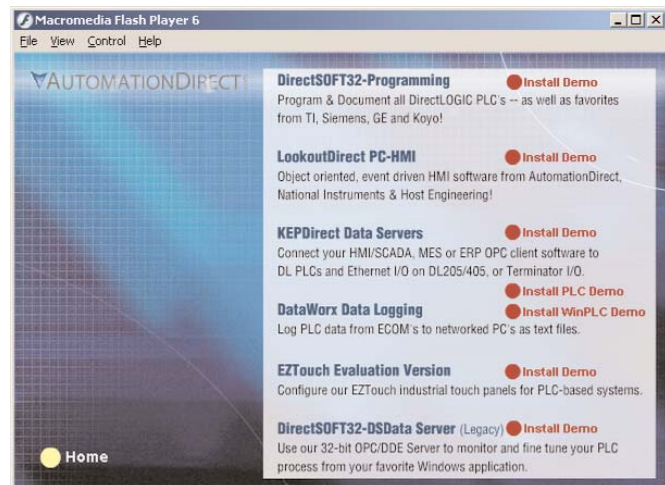 Macromedia Flash Player 6
File View Control Help
AUTOMATIONDIRECT
DirectSOFT32-Programming Install Demo
Program & Document all DirectLOGIC PLC's -- as well as favorites
from TI, Siemens, GE and Koyo!
LookoutDirect PC-HMI Install Demo
Object oriented, event driven HMI software from AutomationDirect,
National Instruments & Host Engineering!
KEPDirect Data Servers Install Demo
Connect your HMI/SCADA, MES or ERP OPC client software to
DL PLCs and Ethernet I/O on DL205/405, or Terminator I/O.
Install PLC Demo
DataWorx Data Logging Install WinPLC Demo
Log PLC data from ECOM's to networked PC's as text files.
EZTouch Evaluation Version Install Demo
Configure our EZTouch industrial touch panels for PLC-based systems.
DirectSOFT32-DSData Server (Legacy) Install Demo
Use our 32-bit OPC/DDE Server to monitor and fine tune your PLC
process from your favorite Windows application.
Home